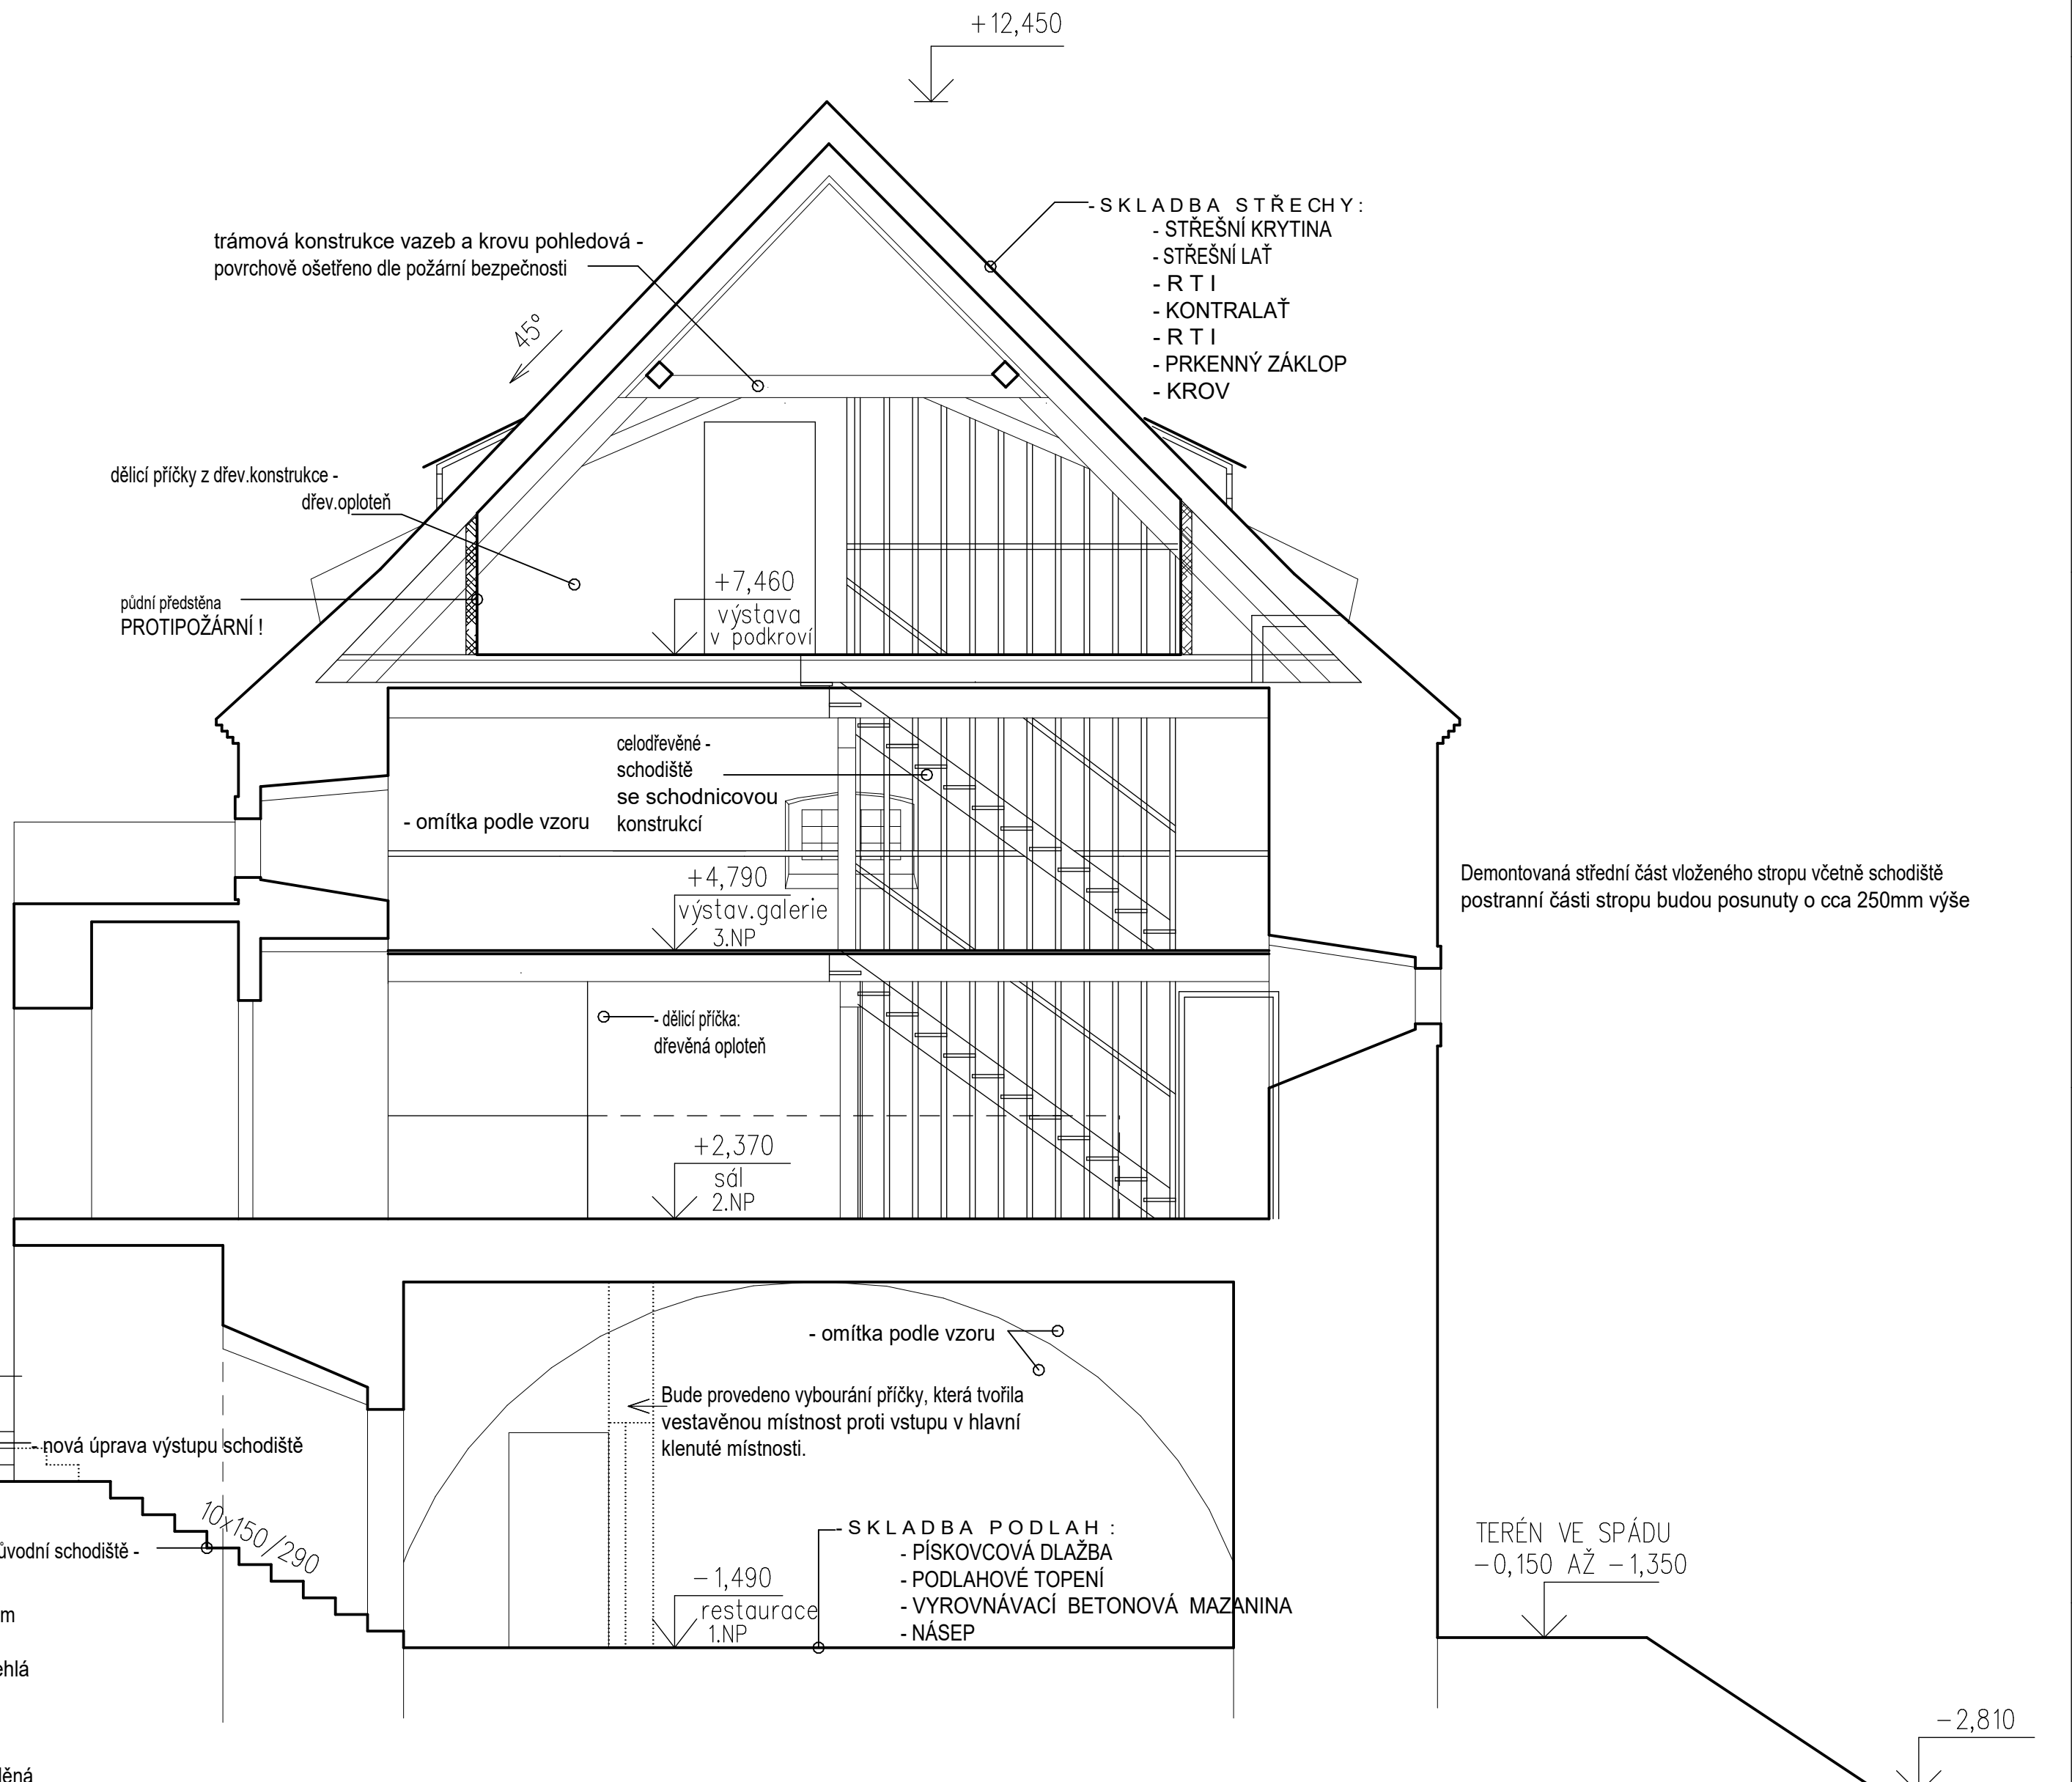 +12,450
- S K L A D B A   S T Ř E CH Y :
- STŘEŠNÍ KRYTINA
- STŘEŠNÍ LAŤ
- R T I
- KONTRALAŤ
- R T I
- PRKENNÝ ZÁKLOP
- KROV
trámová konstrukce vazeb a krovu pohledová -
povrchově ošetřeno dle požární bezpečnosti
45°
dělicí příčky z dřev.konstrukce -
dřev.oploteň
půdní předstěna
PROTIPOŽÁRNÍ !
+7,460
výstava
v podkroví
celodřevěné -
schodiště
se schodnicovou
konstrukcí
- omítka podle vzoru
+4,790
výstav.galerie
3.NP
Demontovaná střední část vloženého stropu včetně schodiště
postranní části stropu budou posunuty o cca 250mm výše
- dělicí příčka:
dřevěná oploteň
+2,370
sál
2.NP
- omítka podle vzoru
Bude provedeno vybourání příčky, která tvořila
vestavěnou místnost proti vstupu v hlavní
klenuté místnosti.
- nová úprava výstupu schodiště
10x150/290
ůvodní schodiště -
- S K L A D B A   P O D L A H :
- PÍSKOVCOVÁ DLAŽBA
- PODLAHOVÉ TOPENÍ
- VYROVNÁVACÍ BETONOVÁ MAZANINA
- NÁSEP
-1,490
restaurace
1.NP
TERÉN VE SPÁDU
-0,150 AŽ -1,350
m
ehlá
-2,810
ěná